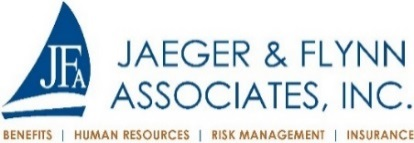 JFA
JAEGER & FLYNN
ASSOCIATES, INC.
BENEFITS | HUMAN RESOURCES | RISK MANAGEMENT | INSURANCE